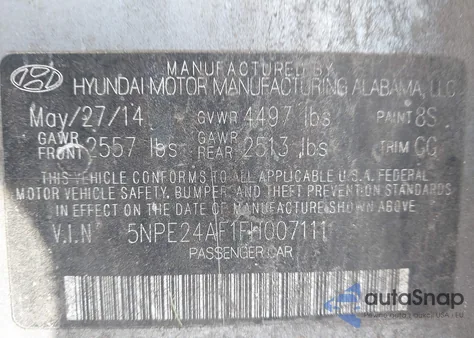 MANUFACTURED BY
HYUNDAI MOTOR MANUFACTURING ALABAMA, LLC
May/27/14 GVWR 4497 lbs PAINT 8S
GAWR FRONT 2557 lbs GAWR REAR 2513 lbs TRIM GG
THIS VEHICLE CONFORMS TO ALL APPLICABLE U.S.A. FEDERAL
MOTOR VEHICLE SAFETY, BUMPER, AND THEFT PREVENTION
STANDARDS IN EFFECT ON THE DATE OF MANUFACTURE
SHOWN ABOVE.
V.I.N 5NPE24AF1FH007111
PASSENGER CAR
autoSnap